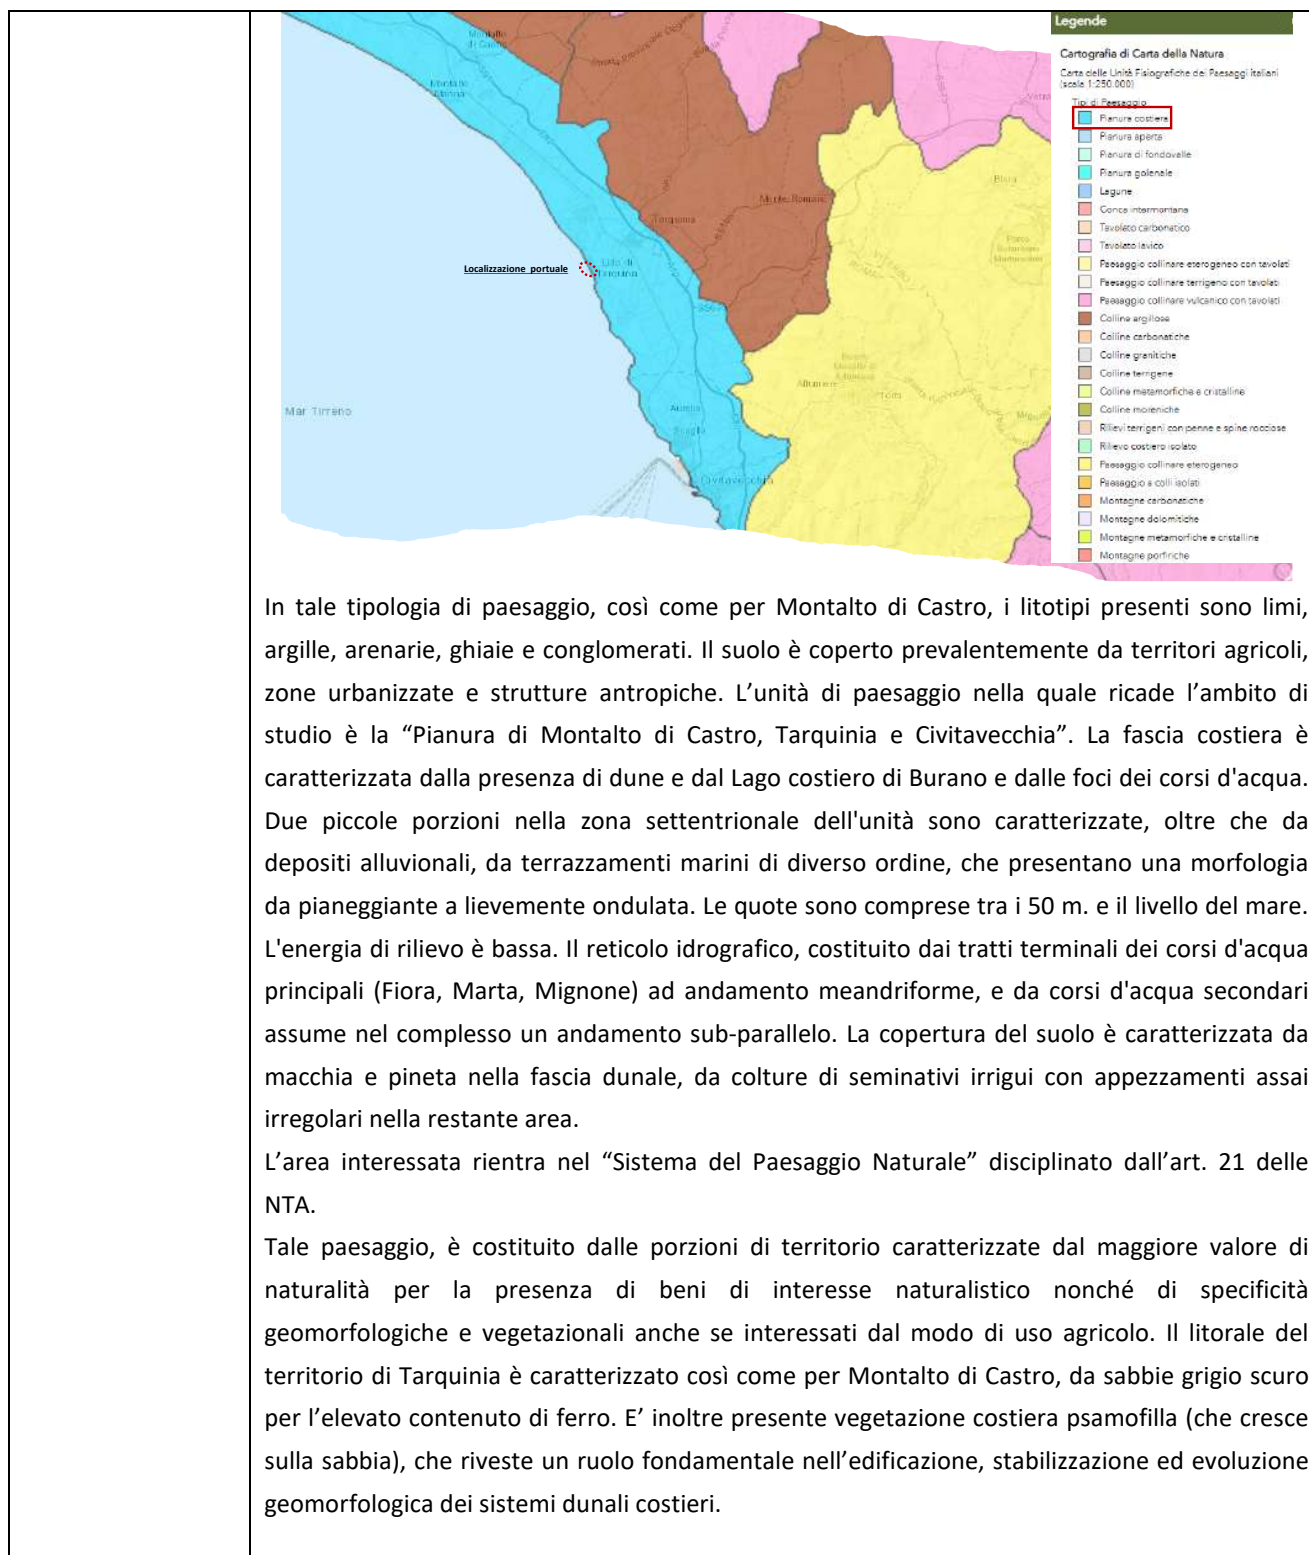 Legende
Cartografia di Carta della Natura
Carta delle Unità Fisiografiche dei Paesaggi Italiani
(scala 1:250.000)
Tipi di Paesaggio
Pianura costiera
Pianura aperta
Pianura di fondovalle
Pianura golenale
Lagune
Conca intermontana
Tavolato carbonatico
Tavolato lavico
Paesaggio collinare eterogeneo con tavolati
Paesaggio collinare terrigeno con tavolati
Paesaggio collinare vulcanico con tavolati
Colline argillose
Colline carbonatiche
Colline granitiche
Colline terrigene
Colline metamorfiche e cristalline
Colline moreniche
Rilievi terrigeni con penne e spine rocciose
Rilievo costiero isolato
Paesaggio collinare eterogeneo
Paesaggio a colli isolati
Montagne carbonatiche
Montagne dolomitiche
Montagne metamorfiche e cristalline
Montagne porfiriche
Montalto
di Castro
Montalto
Marina
Monte Romano
Tarquinia
Blera
Localizzazione portuale
Lido di
Tarquinia
Allumiere
Tolfa
Mar Tirreno
Aurelia
Civitavecchia
In tale tipologia di paesaggio, così come per Montalto di Castro, i litotipi presenti sono limi,
argille, arenarie, ghiaie e conglomerati. Il suolo è coperto prevalentemente da territori agricoli,
zone urbanizzate e strutture antropiche. L’unità di paesaggio nella quale ricade l’ambito di
studio è la “Pianura di Montalto di Castro, Tarquinia e Civitavecchia”. La fascia costiera è
caratterizzata dalla presenza di dune e dal Lago costiero di Burano e dalle foci dei corsi d'acqua.
Due piccole porzioni nella zona settentrionale dell'unità sono caratterizzate, oltre che da
depositi alluvionali, da terrazzamenti marini di diverso ordine, che presentano una morfologia
da pianeggiante a lievemente ondulata. Le quote sono comprese tra i 50 m. e il livello del mare.
L'energia di rilievo è bassa. Il reticolo idrografico, costituito dai tratti terminali dei corsi d'acqua
principali (Fiora, Marta, Mignone) ad andamento meandriforme, e da corsi d'acqua secondari
assume nel complesso un andamento sub-parallelo. La copertura del suolo è caratterizzata da
macchia e pineta nella fascia dunale, da colture di seminativi irrigui con appezzamenti assai
irregolari nella restante area.
L’area interessata rientra nel “Sistema del Paesaggio Naturale” disciplinato dall’art. 21 delle
NTA.
Tale paesaggio, è costituito dalle porzioni di territorio caratterizzate dal maggiore valore di
naturalità per la presenza di beni di interesse naturalistico nonché di specificità
geomorfologiche e vegetazionali anche se interessati dal modo di uso agricolo. Il litorale del
territorio di Tarquinia è caratterizzato così come per Montalto di Castro, da sabbie grigio scuro
per l’elevato contenuto di ferro. E’ inoltre presente vegetazione costiera psamofilla (che cresce
sulla sabbia), che riveste un ruolo fondamentale nell’edificazione, stabilizzazione ed evoluzione
geomorfologica dei sistemi dunali costieri.